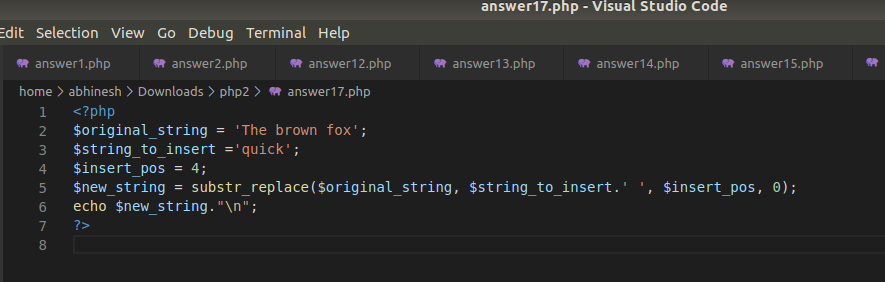 answer17.php - Visual Studio Code
Edit Selection View Go Debug Terminal Help
answer1.php answer2.php answer12.php answer13.php answer14.php answer15.php
home > abhinesh > Downloads > php2 > answer17.php
1 <?php
2 $original_string = 'The brown fox';
3 $string_to_insert ='quick';
4 $insert_pos = 4;
5 $new_string = substr_replace($original_string, $string_to_insert.' ', $insert_pos, 0);
6 echo $new_string."\n";
7 ?>
8